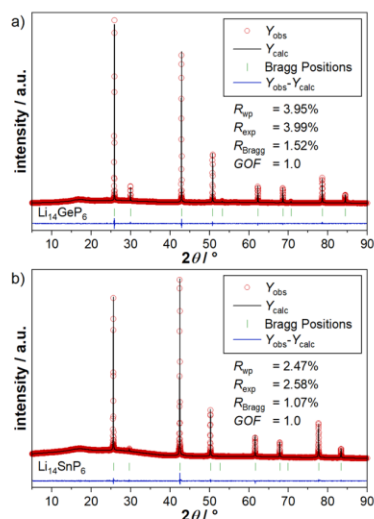 a)
Y_obs
Y_calc
Bragg Positions
Y_obs-Y_calc
R_wp = 3.95%
R_exp = 3.99%
R_Bragg = 1.52%
GOF = 1.0
intensity / a.u.
Li₁₄GeP₆
10 20 30 40 50 60 70 80 90
2θ / °
b)
Y_obs
Y_calc
Bragg Positions
Y_obs-Y_calc
R_wp = 2.47%
R_exp = 2.58%
R_Bragg = 1.07%
GOF = 1.0
intensity / a.u.
Li₁₄SnP₆
10 20 30 40 50 60 70 80 90
2θ / °